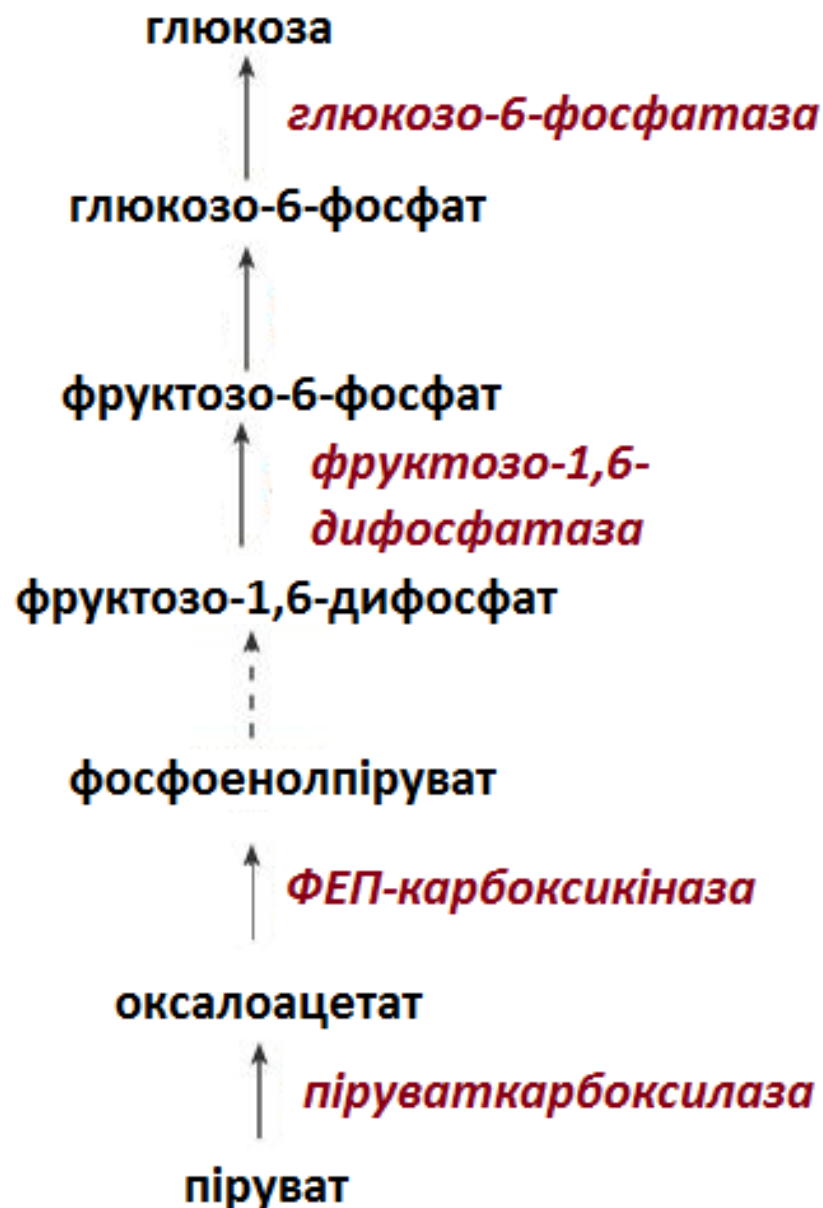 глюкоза
глюкозо-6-фосфатаза
глюкозо-6-фосфат
фруктозо-6-фосфат
фруктозо-1,6-
дифосфатаза
фруктозо-1,6-дифосфат
фосфоенолпіруват
ФЕП-карбоксикіназа
оксалоацетат
піруваткарбоксилаза
піруват